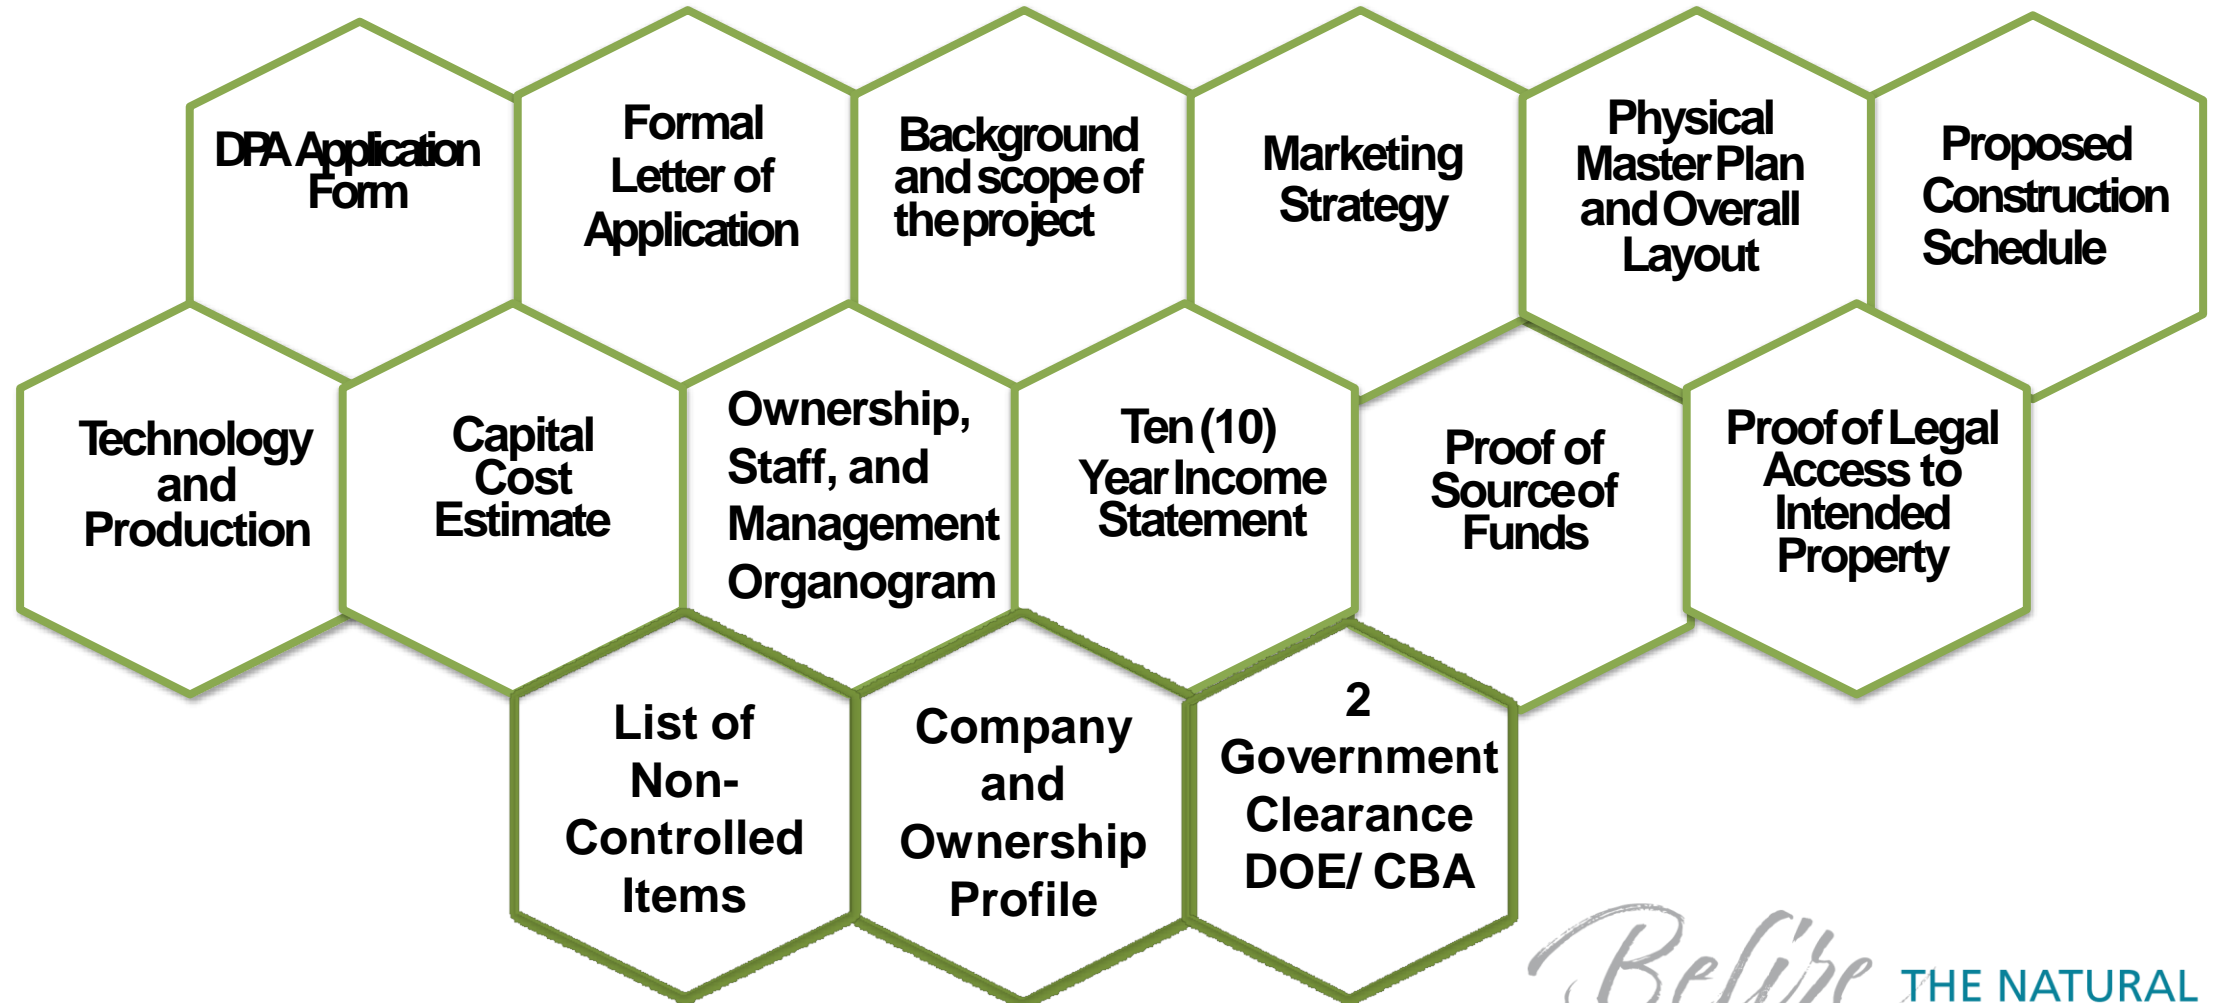 DPA Application
Form
Formal
Letter of
Application
Background
and scope of
the project
Marketing
Strategy
Physical
Master Plan
and Overall
Layout
Proposed
Construction
Schedule
Technology
and
Production
Capital
Cost
Estimate
Ownership,
Staff, and
Management
Organogram
Ten (10)
Year Income
Statement
Proof of
Source of
Funds
Proof of Legal
Access to
Intended
Property
List of
Non-
Controlled
Items
Company
and
Ownership
Profile
2
Government
Clearance
DOE/ CBA
Belize
THE NATURAL